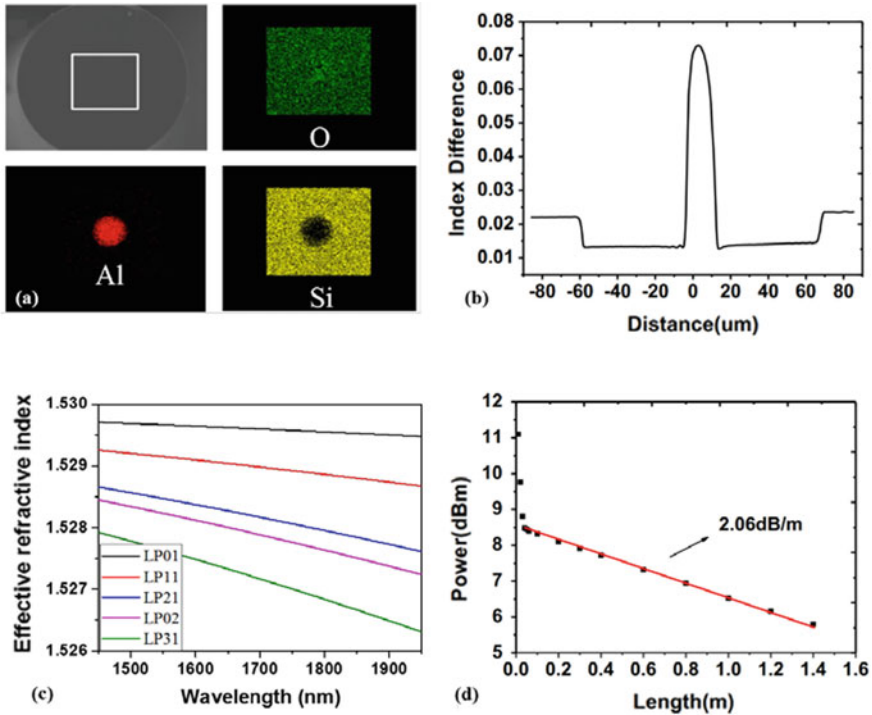 O
Al
Si
(a)
Index Difference
0.08
0.07
0.06
0.05
0.04
0.03
0.02
0.01
-80 -60 -40 -20 0 20 40 60 80
Distance(um)
(b)
Effective refractive index
1.530
1.529
1.528
1.527
1.526
LP01
LP11
LP21
LP02
LP31
1500 1600 1700 1800 1900
Wavelength (nm)
(c)
Power(dBm)
12
11
10
9
8
7
6
5
2.06dB/m
0.0 0.2 0.4 0.6 0.8 1.0 1.2 1.4 1.6
Length(m)
(d)